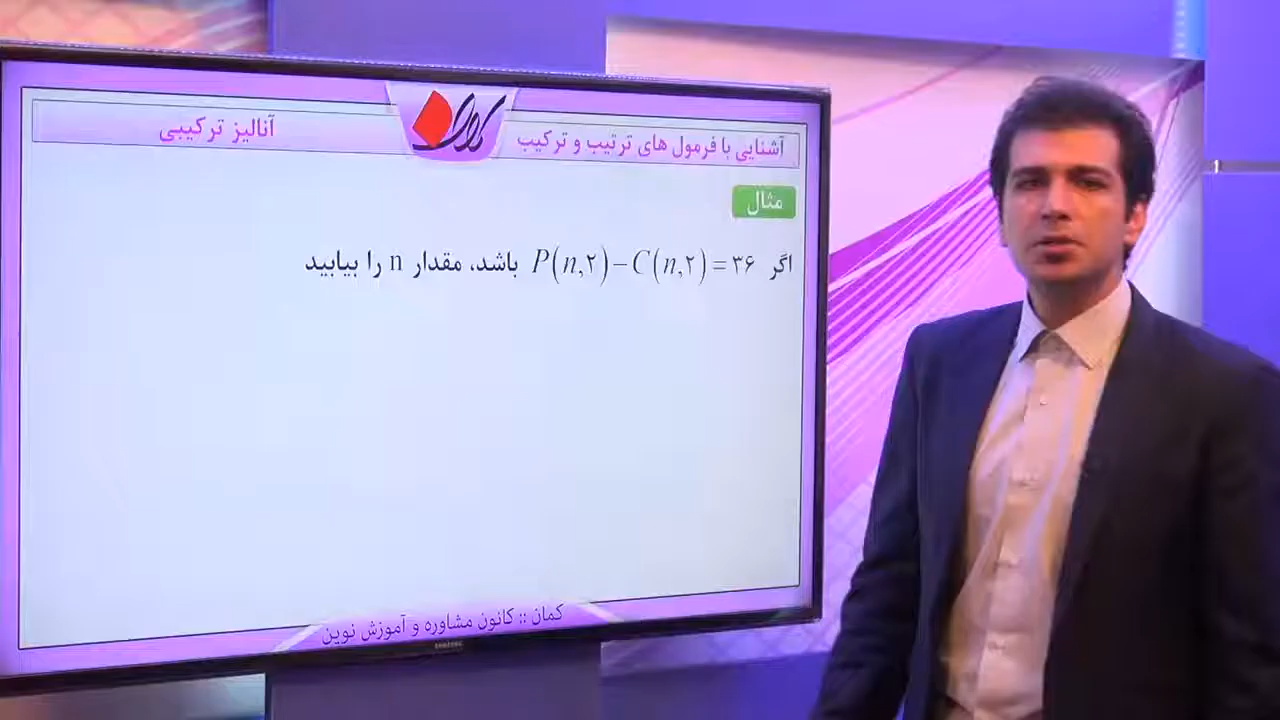 آشنایی با فرمول های ترتیب و ترکیب
آنالیز ترکیبی
مثال
اگر P(n,۲)−C(n,۲)=۳۶ باشد، مقدار n را بیابید
کمان :: کانون مشاوره و آموزش نوین
SAMSUNG